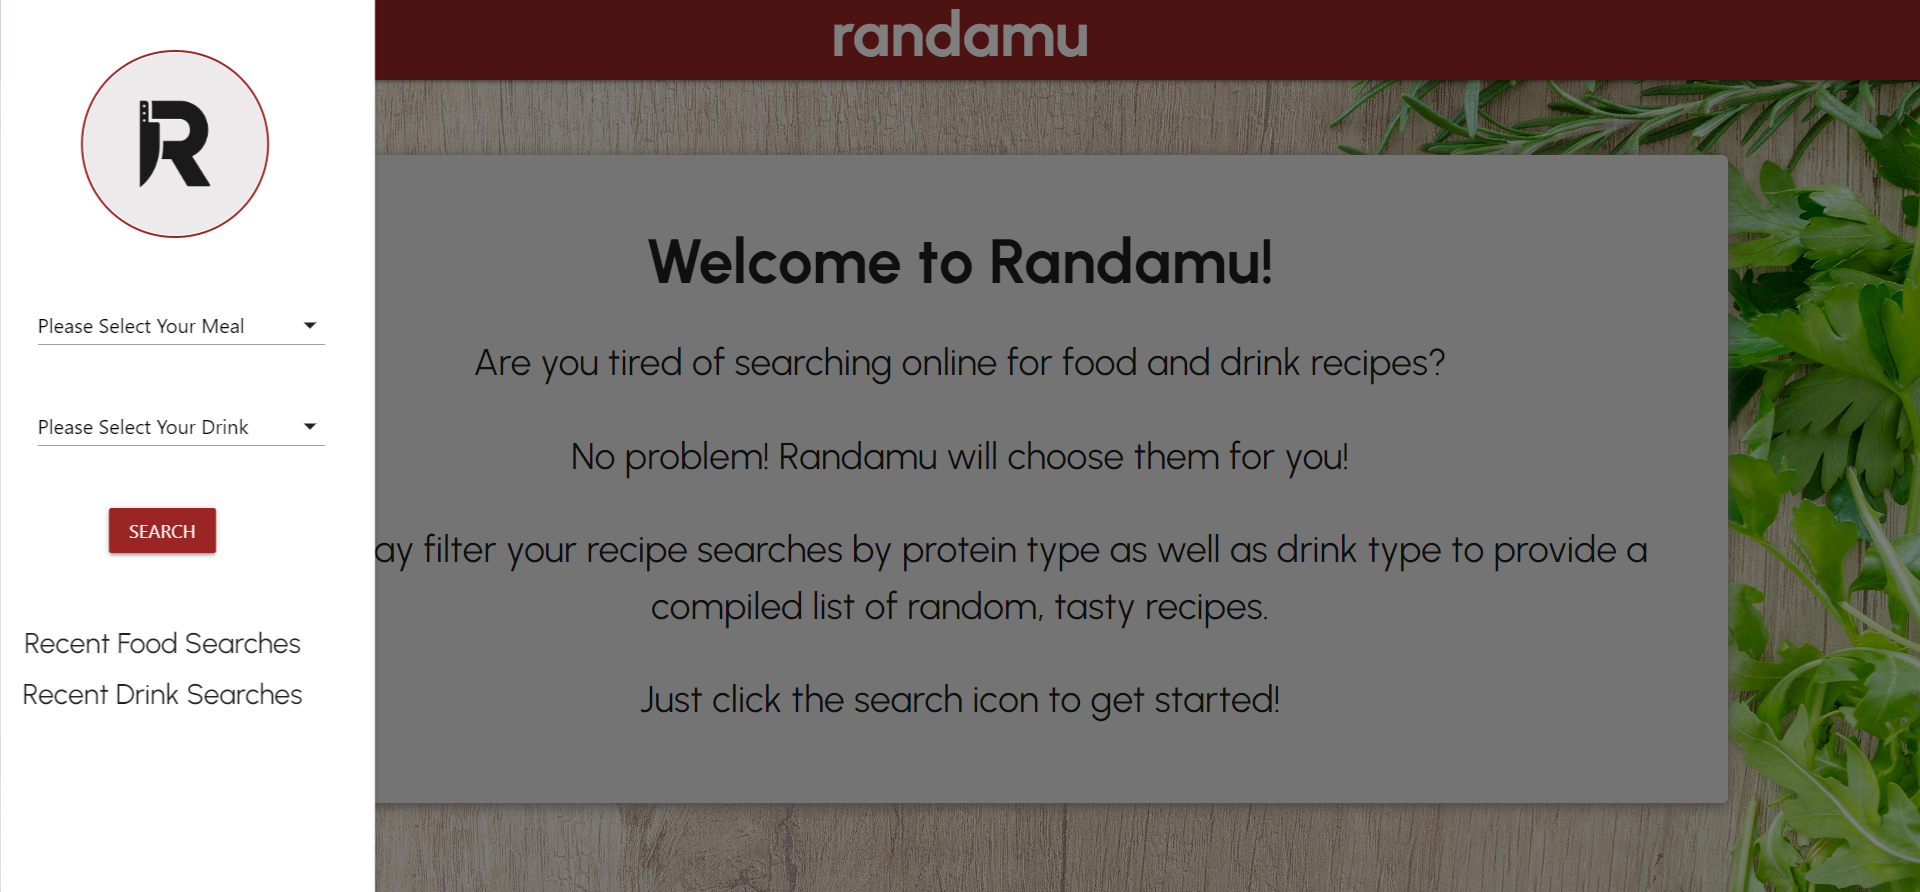 R
Please Select Your Meal
Please Select Your Drink
SEARCH
Recent Food Searches
Recent Drink Searches
randamu
Welcome to Randamu!
Are you tired of searching online for food and drink recipes?
No problem! Randamu will choose them for you!
ay filter your recipe searches by protein type as well as drink type to provide a
compiled list of random, tasty recipes.
Just click the search icon to get started!